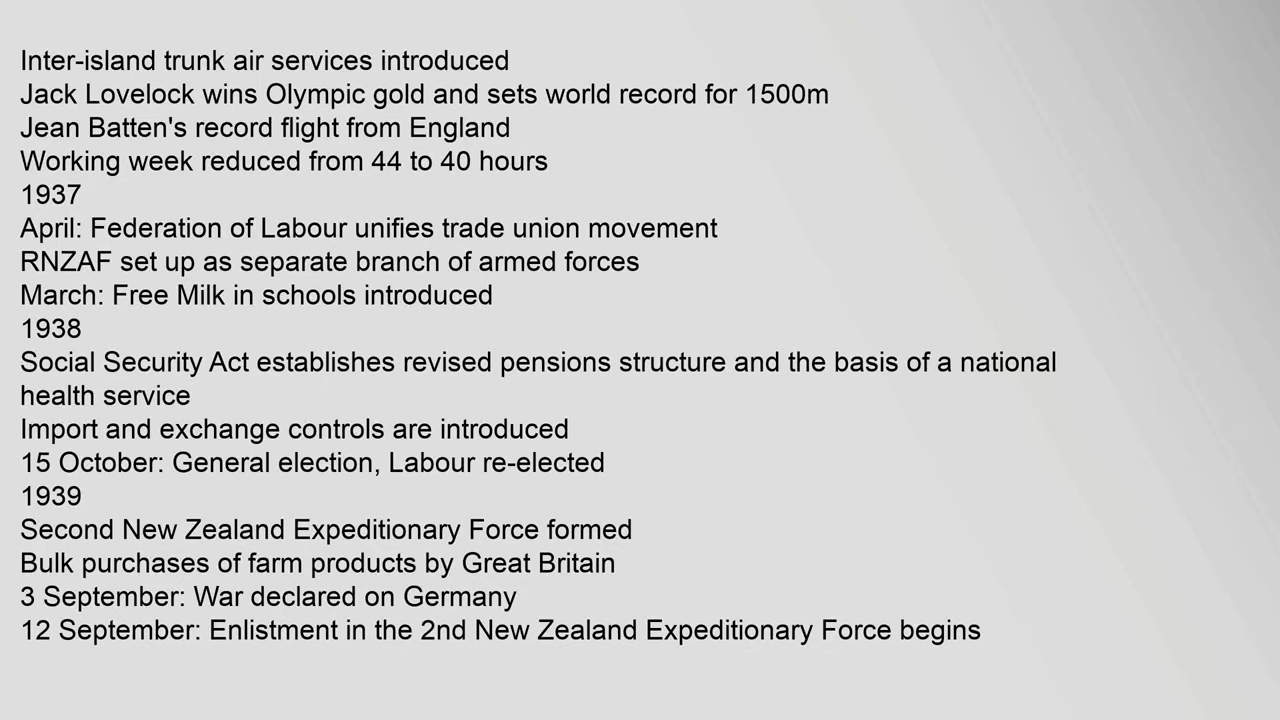 Inter-island trunk air services introduced
Jack Lovelock wins Olympic gold and sets world record for 1500m
Jean Batten's record flight from England
Working week reduced from 44 to 40 hours
1937
April: Federation of Labour unifies trade union movement
RNZAF set up as separate branch of armed forces
March: Free Milk in schools introduced
1938
Social Security Act establishes revised pensions structure and the basis of a national
health service
Import and exchange controls are introduced
15 October: General election, Labour re-elected
1939
Second New Zealand Expeditionary Force formed
Bulk purchases of farm products by Great Britain
3 September: War declared on Germany
12 September: Enlistment in the 2nd New Zealand Expeditionary Force begins